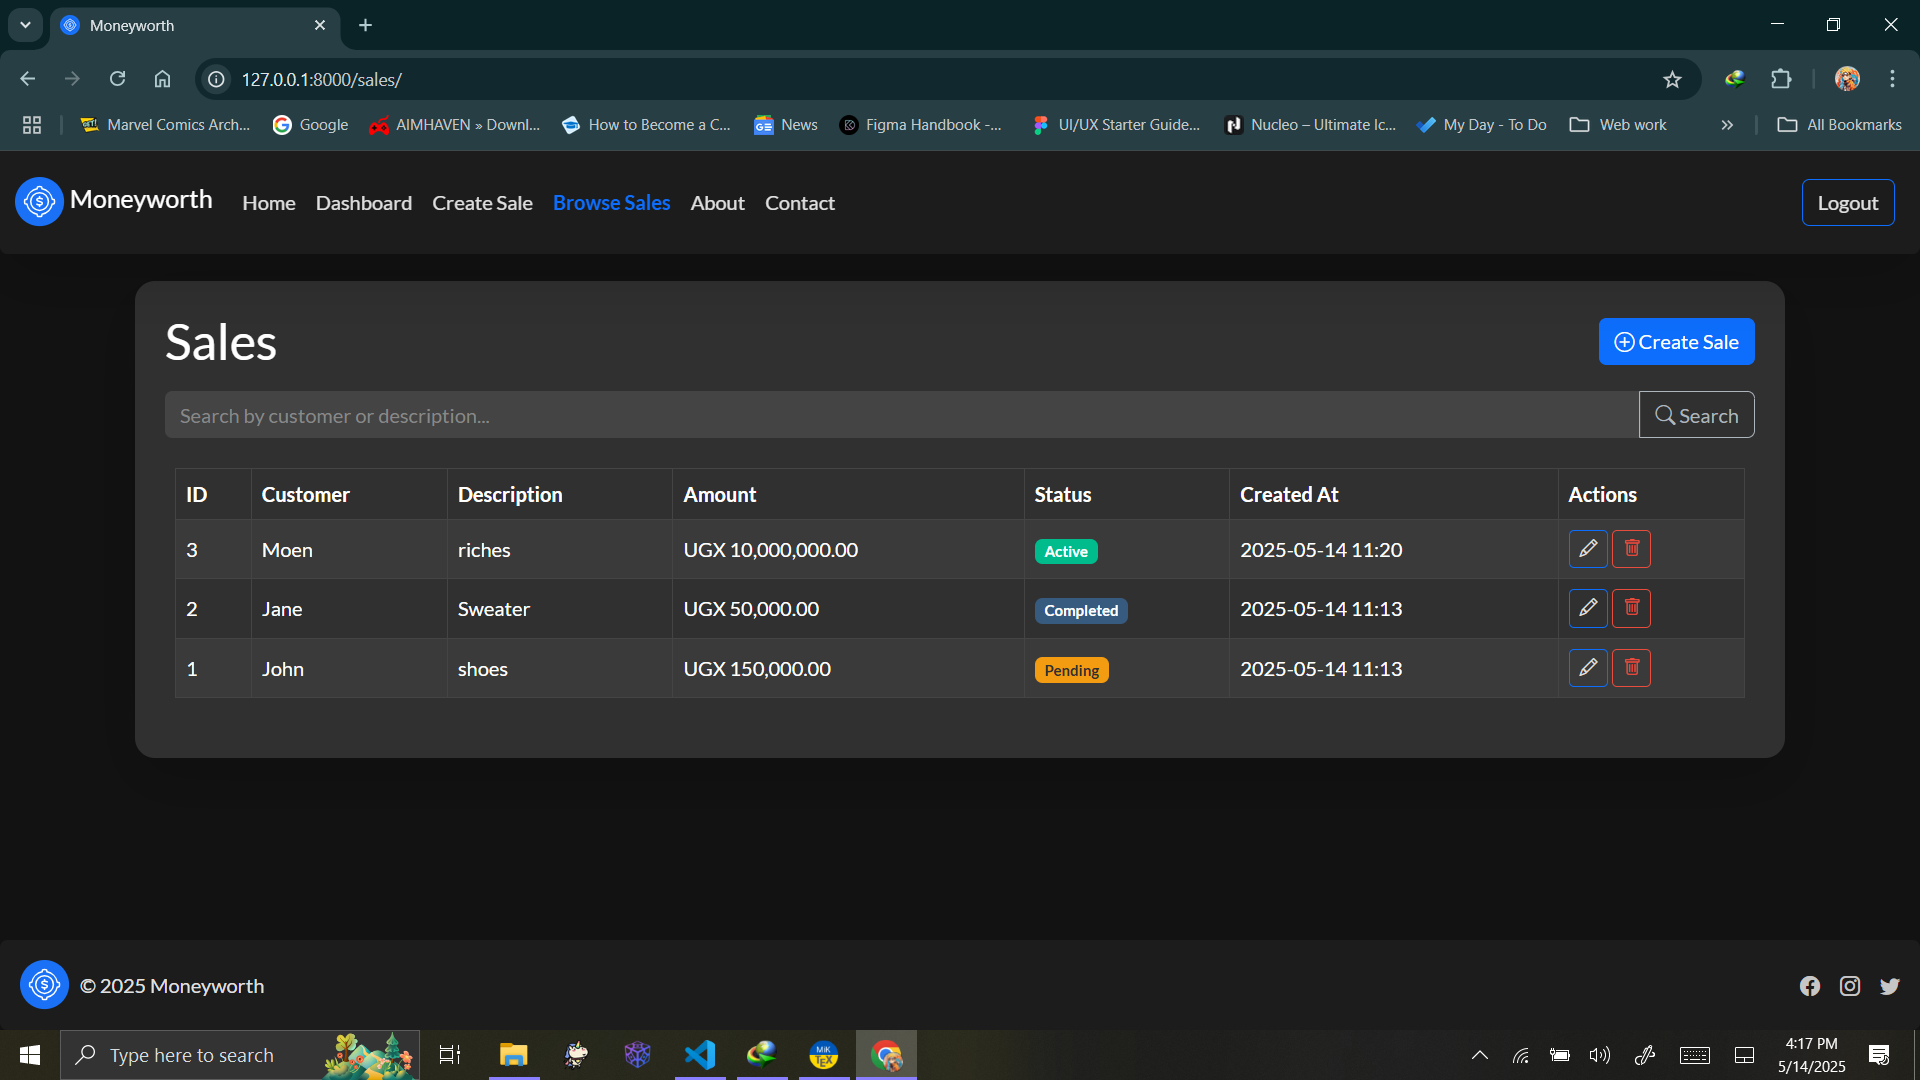 Moneyworth
127.0.0.1:8000/sales/
Marvel Comics Arch... Google AIMHAVEN » Downl... How to Become a C... News Figma Handbook -... UI/UX Starter Guide... Nucleo – Ultimate Ic... My Day - To Do Web work All Bookmarks
Moneyworth Home Dashboard Create Sale Browse Sales About Contact Logout
Sales Create Sale
Search by customer or description... Search
ID Customer Description Amount Status Created At Actions
3 Moen riches UGX 10,000,000.00 Active 2025-05-14 11:20
2 Jane Sweater UGX 50,000.00 Completed 2025-05-14 11:13
1 John shoes UGX 150,000.00 Pending 2025-05-14 11:13
© 2025 Moneyworth
Type here to search
MiK
TEX
4:17 PM
5/14/2025